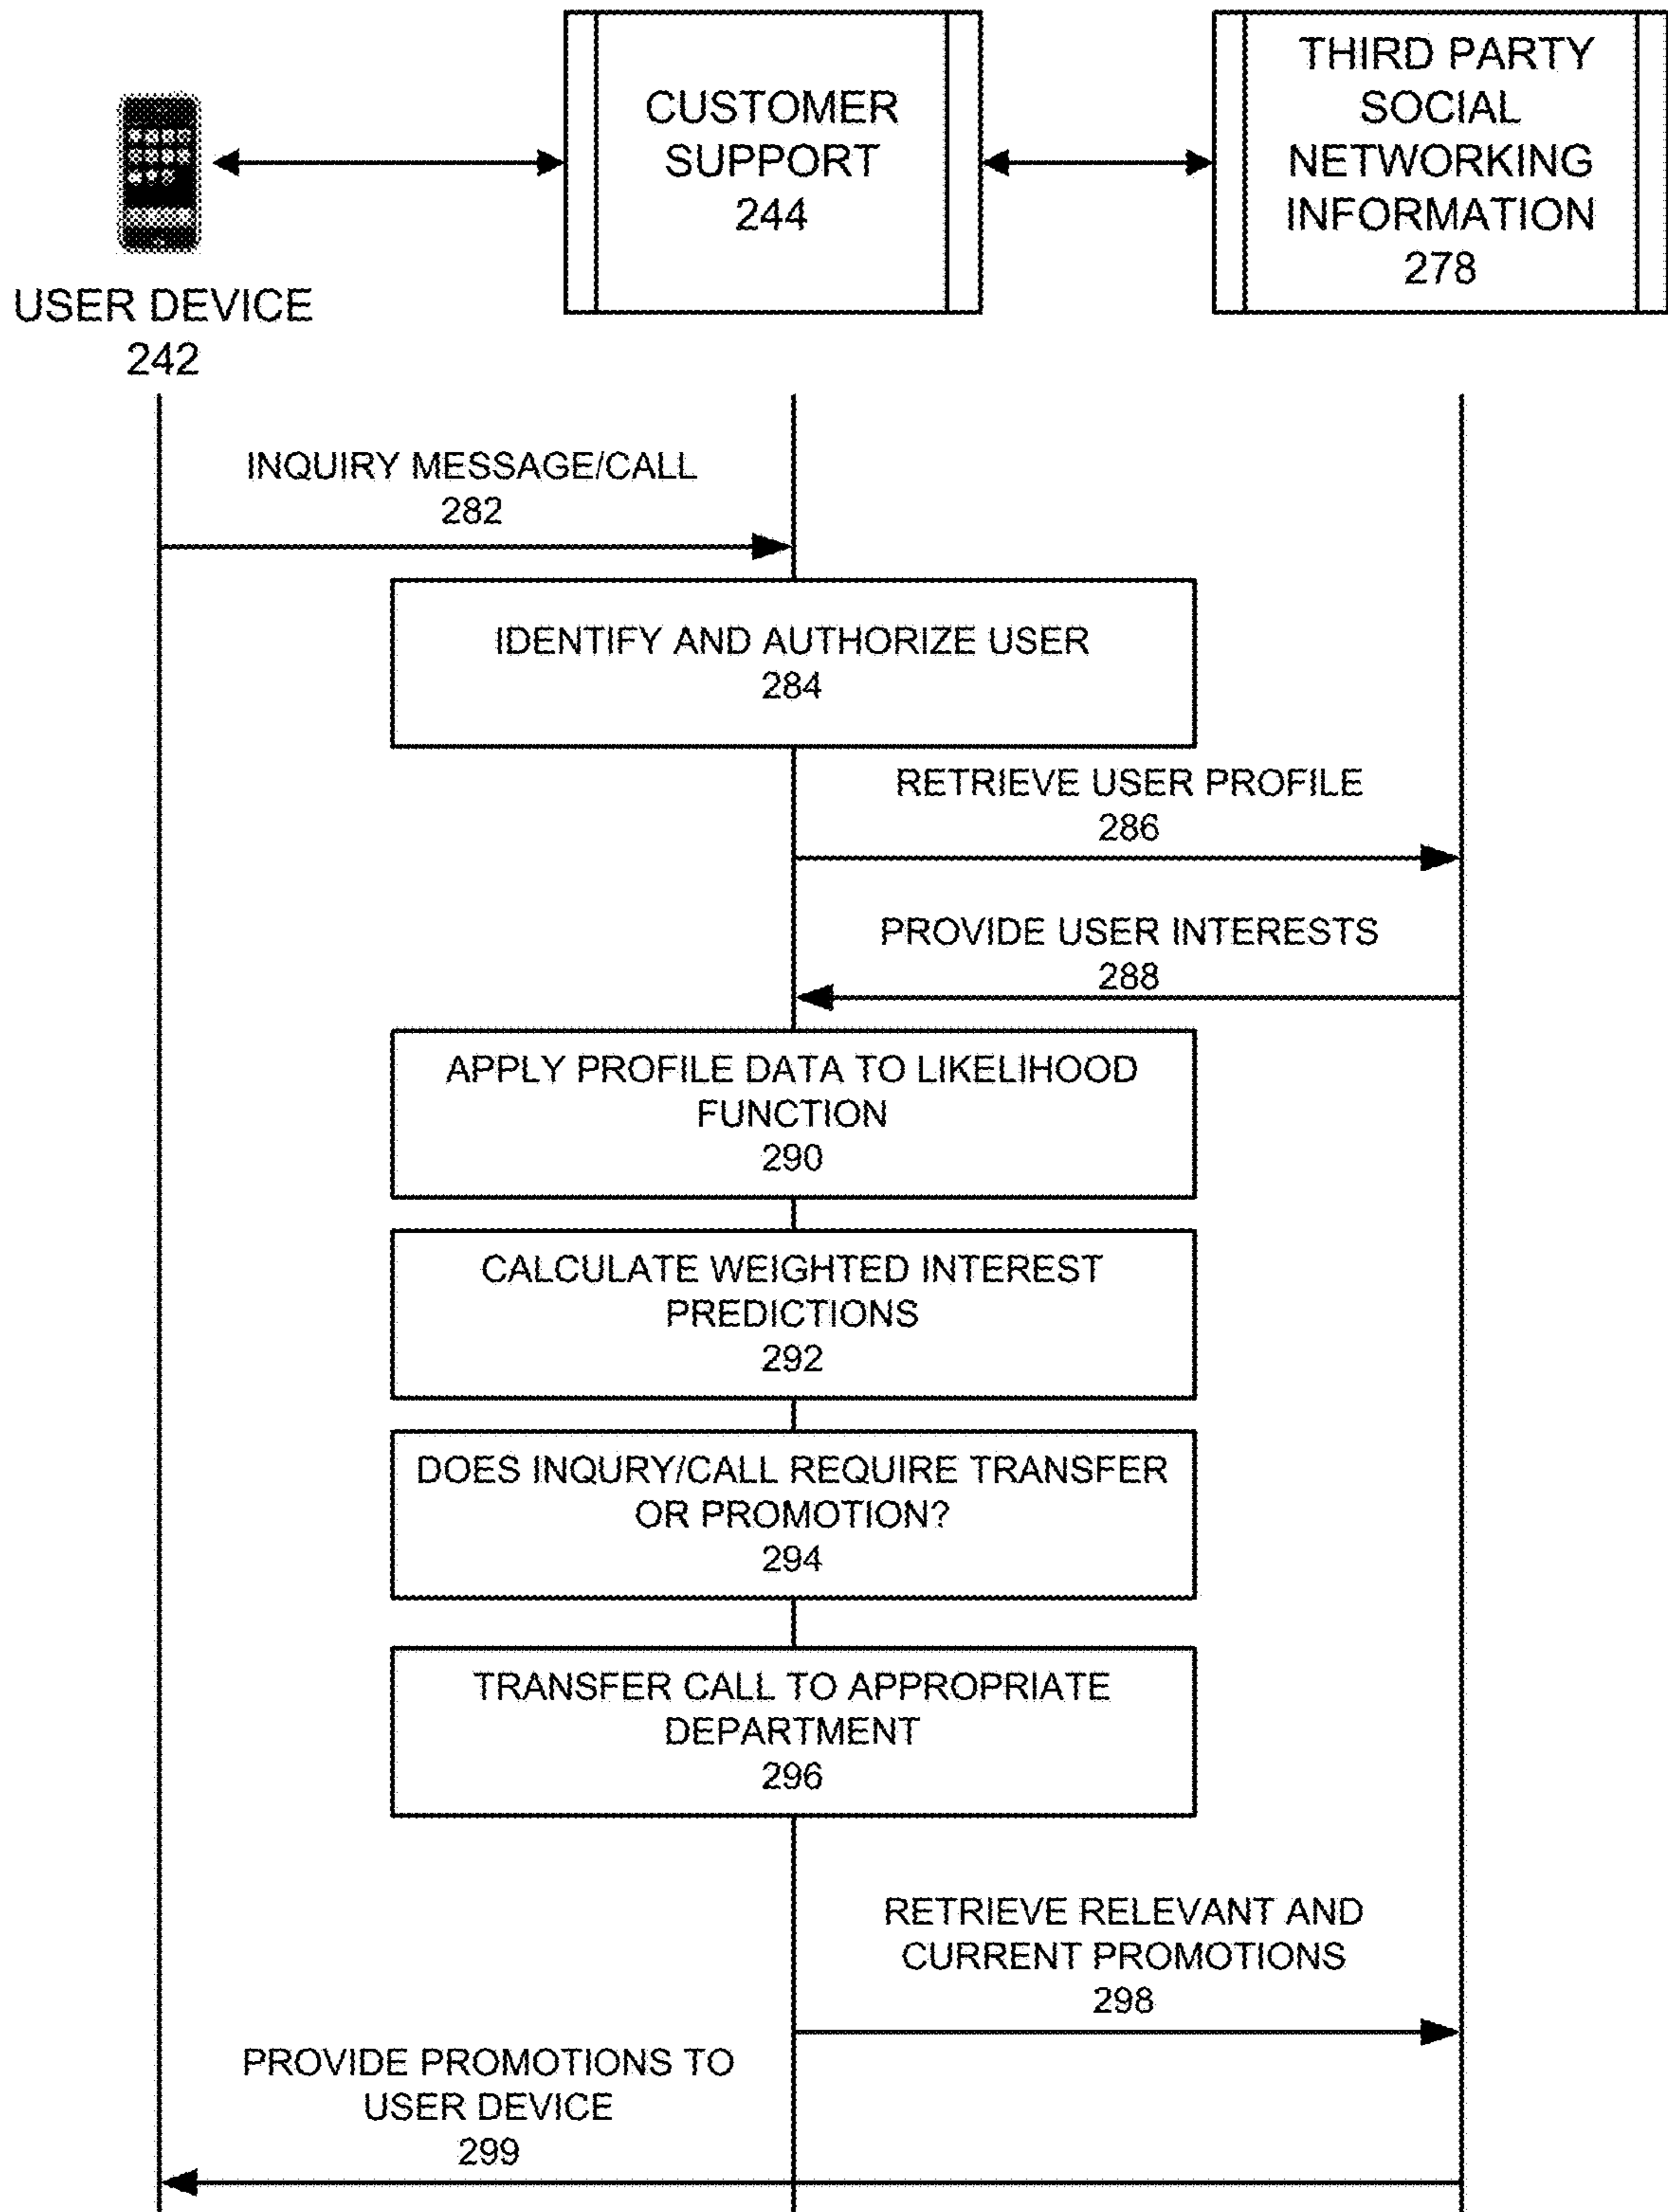 CUSTOMER
SUPPORT
244
THIRD PARTY
SOCIAL
NETWORKING
INFORMATION
278
USER DEVICE
242
INQUIRY MESSAGE/CALL
282
IDENTIFY AND AUTHORIZE USER
284
RETRIEVE USER PROFILE
286
PROVIDE USER INTERESTS
288
APPLY PROFILE DATA TO LIKELIHOOD
FUNCTION
290
CALCULATE WEIGHTED INTEREST
PREDICTIONS
292
DOES INQURY/CALL REQUIRE TRANSFER
OR PROMOTION?
294
TRANSFER CALL TO APPROPRIATE
DEPARTMENT
296
RETRIEVE RELEVANT AND
CURRENT PROMOTIONS
298
PROVIDE PROMOTIONS TO
USER DEVICE
299